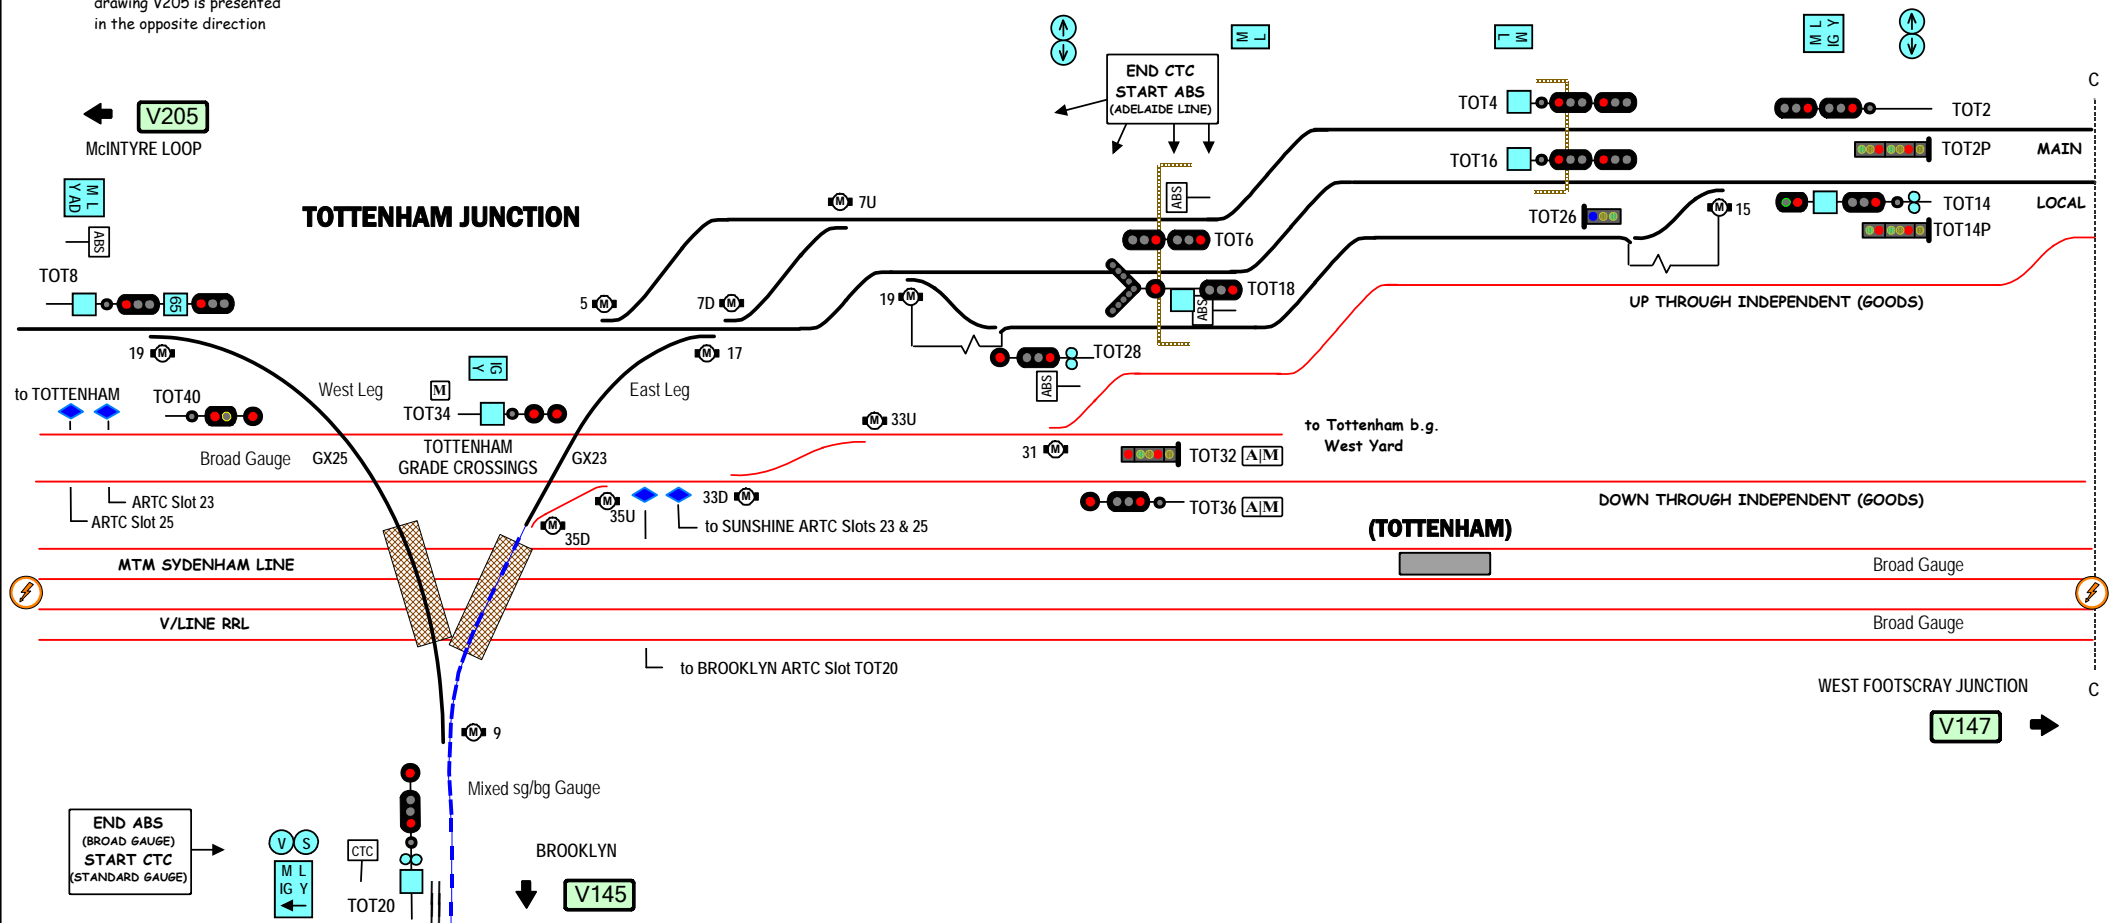 drawing V205 is presented
in the opposite direction
V205
McINTYRE LOOP
M L
Y AD
ABS
TOT8
65
TOTTENHAM JUNCTION
M 7U
5 M
7D M
19 M
M 17
19 M
END CTC
START ABS
(ADELAIDE LINE)
M L
M L
M L
IG Y
C
TOT4
TOT2
TOT16
TOT2P
MAIN
ABS
TOT6
TOT26
M 15
TOT14
LOCAL
TOT14P
TOT18
ABS
UP THROUGH INDEPENDENT (GOODS)
TOT28
ABS
IG
Y
West Leg
M
East Leg
to TOTTENHAM
TOT40
TOT34
M 33U
to Tottenham b.g.
West Yard
Broad Gauge
GX25
TOTTENHAM
GRADE CROSSINGS
GX23
31 M
TOT32 A|M
ARTC Slot 23
ARTC Slot 25
M
35U
33D M
M
35D
to SUNSHINE ARTC Slots 23 & 25
TOT36 A|M
DOWN THROUGH INDEPENDENT (GOODS)
(TOTTENHAM)
MTM SYDENHAM LINE
Broad Gauge
V/LINE RRL
Broad Gauge
to BROOKLYN ARTC Slot TOT20
WEST FOOTSCRAY JUNCTION
C
V147
M 9
Mixed sg/bg Gauge
END ABS
(BROAD GAUGE)
START CTC
(STANDARD GAUGE)
V S
M L
IG Y
CTC
TOT20
BROOKLYN
V145